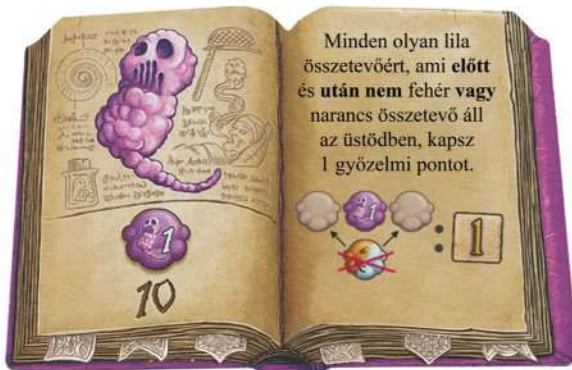 1
10
Minden olyan lila
összetevőért, ami előtt
és után nem fehér vagy
narancs összetevő áll
az üstödben, kapsz
1 győzelmi pontot.
1
: 1